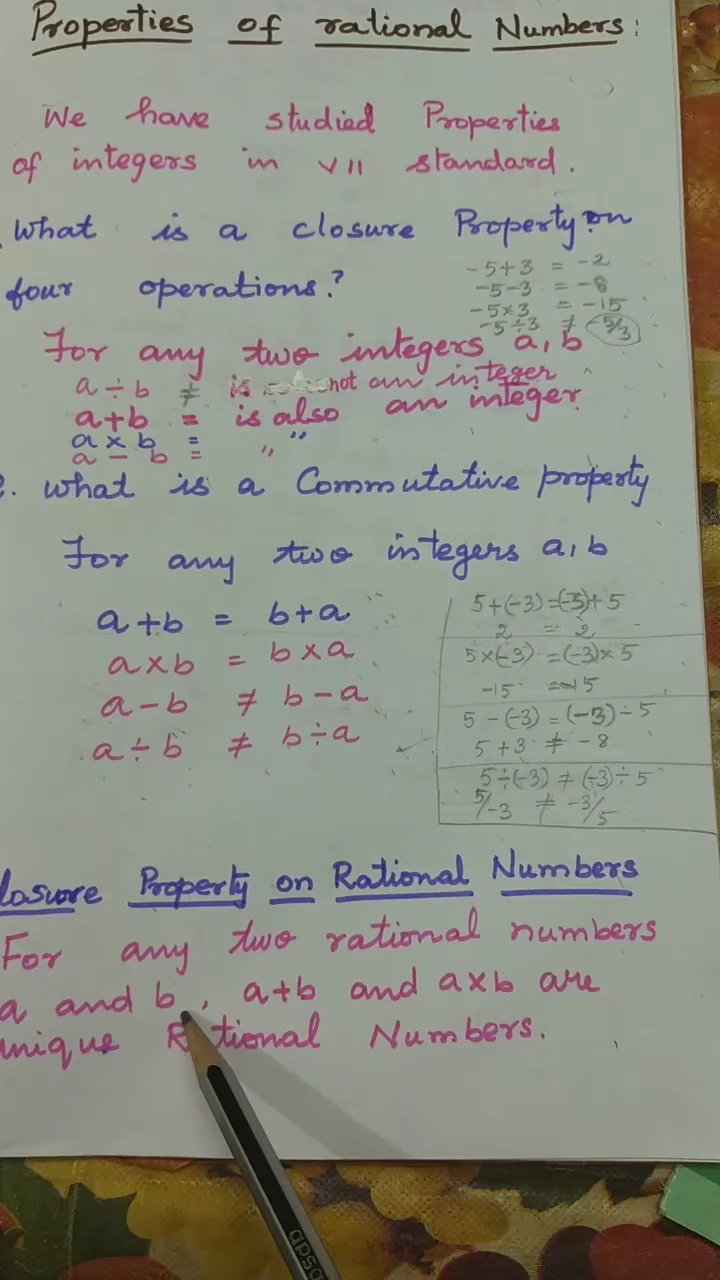 Properties of rational Numbers:
We have studied Properties
of integers in VII standard.
What is a closure Property on
four operations?
-5+3 = -2
-5-3 = -8
-5×3 = -15
-5÷3 ≠ -5/3
For any two integers a, b
a ÷ b ≠ is not an integer
a+b = is also an integer
a × b = "
a - b = "
2. What is a Commutative property
For any two integers a, b
a+b = b+a
a×b = b×a
a-b ≠ b-a
a÷b ≠ b÷a
5+(-3)=(-3)+5
2 = 2
5×(-3) = (-3)×5
-15 = -15
5-(-3) = (-3)-5
5+3 ≠ -8
5÷(-3) ≠ (-3)÷5
5/-3 ≠ -3/5
losure Property on Rational Numbers
For any two rational numbers
a and b, a+b and a×b are
unique Rational Numbers.
apsa